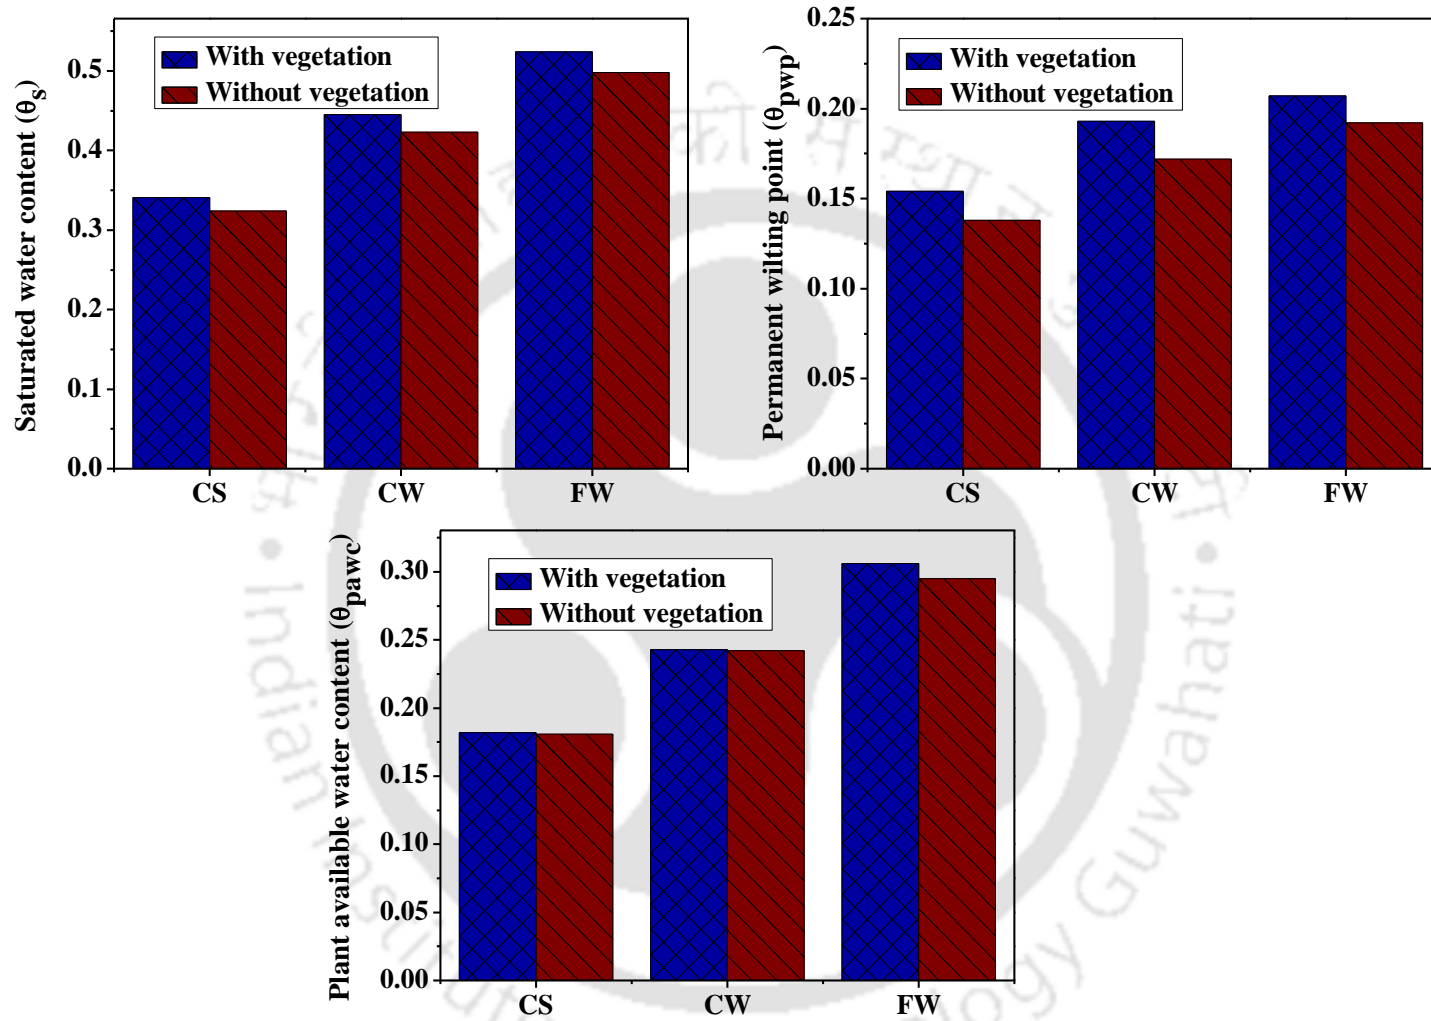 Saturated water content (θs)
With vegetation
Without vegetation
0.5
0.4
0.3
0.2
0.1
0.0
CS CW FW
Permanent wilting point (θpwp)
With vegetation
Without vegetation
0.25
0.20
0.15
0.10
0.05
0.00
CS CW FW
Plant available water content (θpawc)
With vegetation
Without vegetation
0.30
0.25
0.20
0.15
0.10
0.05
0.00
CS CW FW
Indian Institute
Guwahati